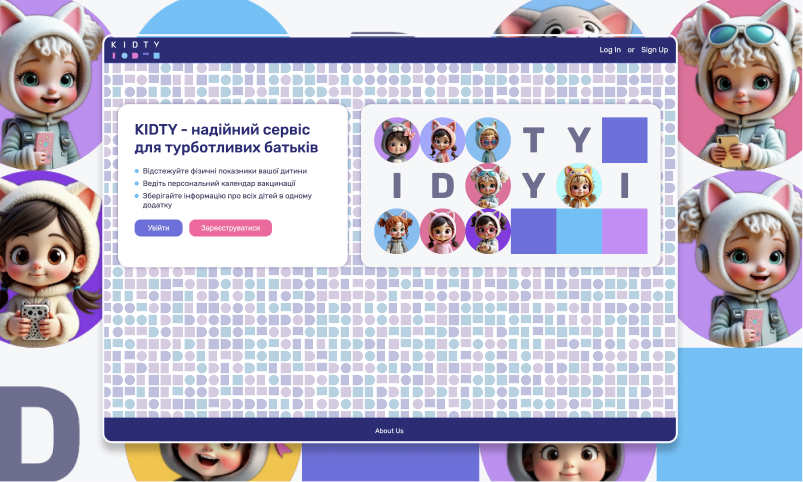 KIDTY
Log In or Sign Up
KIDTY - надійний сервіс
для турботливих батьків
Відстежуйте фізичні показники вашої дитини
Ведіть персональний календар вакцинації
Зберігайте інформацію про всіх дітей в одному
додатку
Увійти
Зареєструватися
T Y
I D Y I
D
About Us